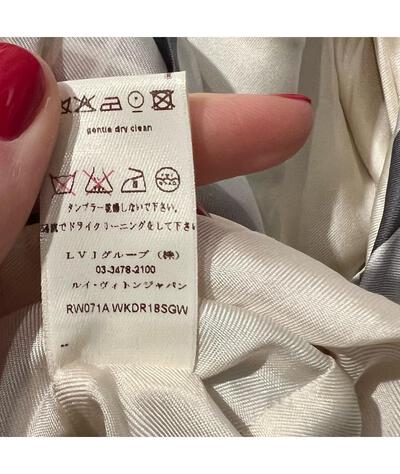 gentle dry clean
タンブラー乾燥しないで下さい。
でドライクリーニングをして下さい
LVJグループ(株)
03-3478-2100
ルイ・ヴィトンジャパン
RW071A WKDR18SGW